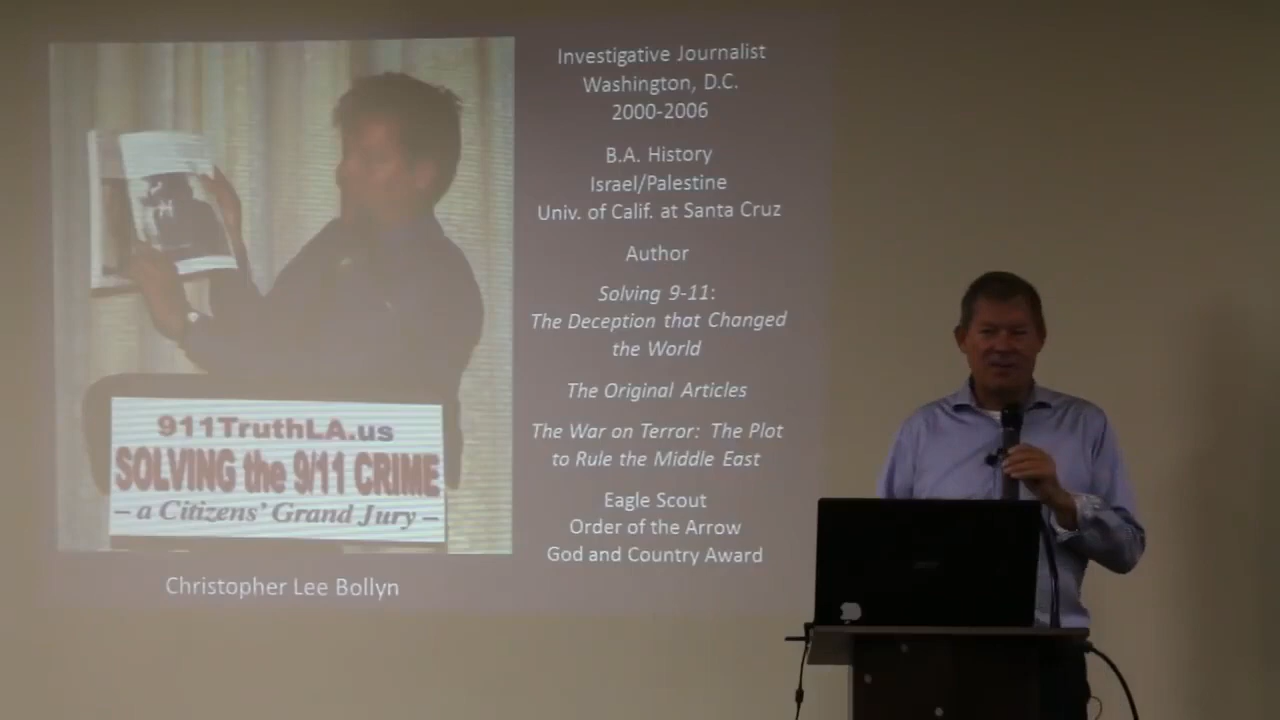 911TruthLA.us
SOLVING the 9/11 CRIME
– a Citizens' Grand Jury –
Christopher Lee Bollyn
Investigative Journalist
Washington, D.C.
2000-2006
B.A. History
Israel/Palestine
Univ. of Calif. at Santa Cruz
Author
Solving 9-11:
The Deception that Changed
the World
The Original Articles
The War on Terror: The Plot
to Rule the Middle East
Eagle Scout
Order of the Arrow
God and Country Award